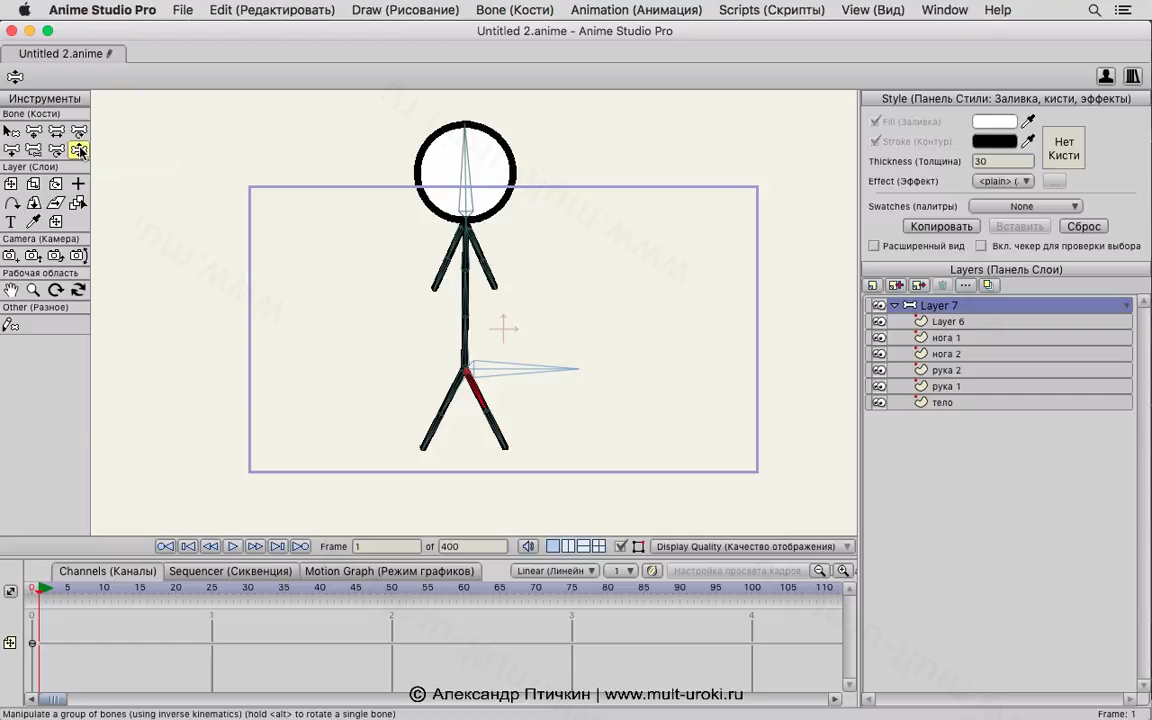 Anime Studio Pro File Edit (Редактировать) Draw (Рисование) Bone (Кости) Animation (Анимация) Scripts (Скрипты) View (Вид) Window Help
Untitled 2.anime - Anime Studio Pro
Untitled 2.anime
Инструменты
Bone (Кости)
Layer (Слои)
T
Камера (Камера)
Рабочая область
Other (Разное)
Style (Панель Стили: Заливка, кисти, эффекты)
Fill (Заливка)
Stroke (Контур)
Нет Кисти
Thickness (Толщина) 30
Effect (Эффект) <plain> (. ...
Swatches (палитры) None
Копировать Вставить Сброс
Расширенный вид Вкл. чекер для проверки выбора
Layers (Панель Слои)
Layer 7
Layer 6
нога 1
нога 2
рука 2
рука 1
тело
Frame 1 of 400 Display Quality (Качество отображения)
Channels (Каналы) Sequencer (Сиквенция) Motion Graph (Режим графиков) Linear (Линейн 1 Настройка просвета кадров
0 5 10 15 20 25 30 35 40 45 50 55 60 65 70 75 80 85 90 95 100 105 110
0 1 2 3 4
© Александр Птичкин | www.mult-uroki.ru
Manipulate a group of bones (using inverse kinematics) (hold <alt> to rotate a single bone) Frame: 1